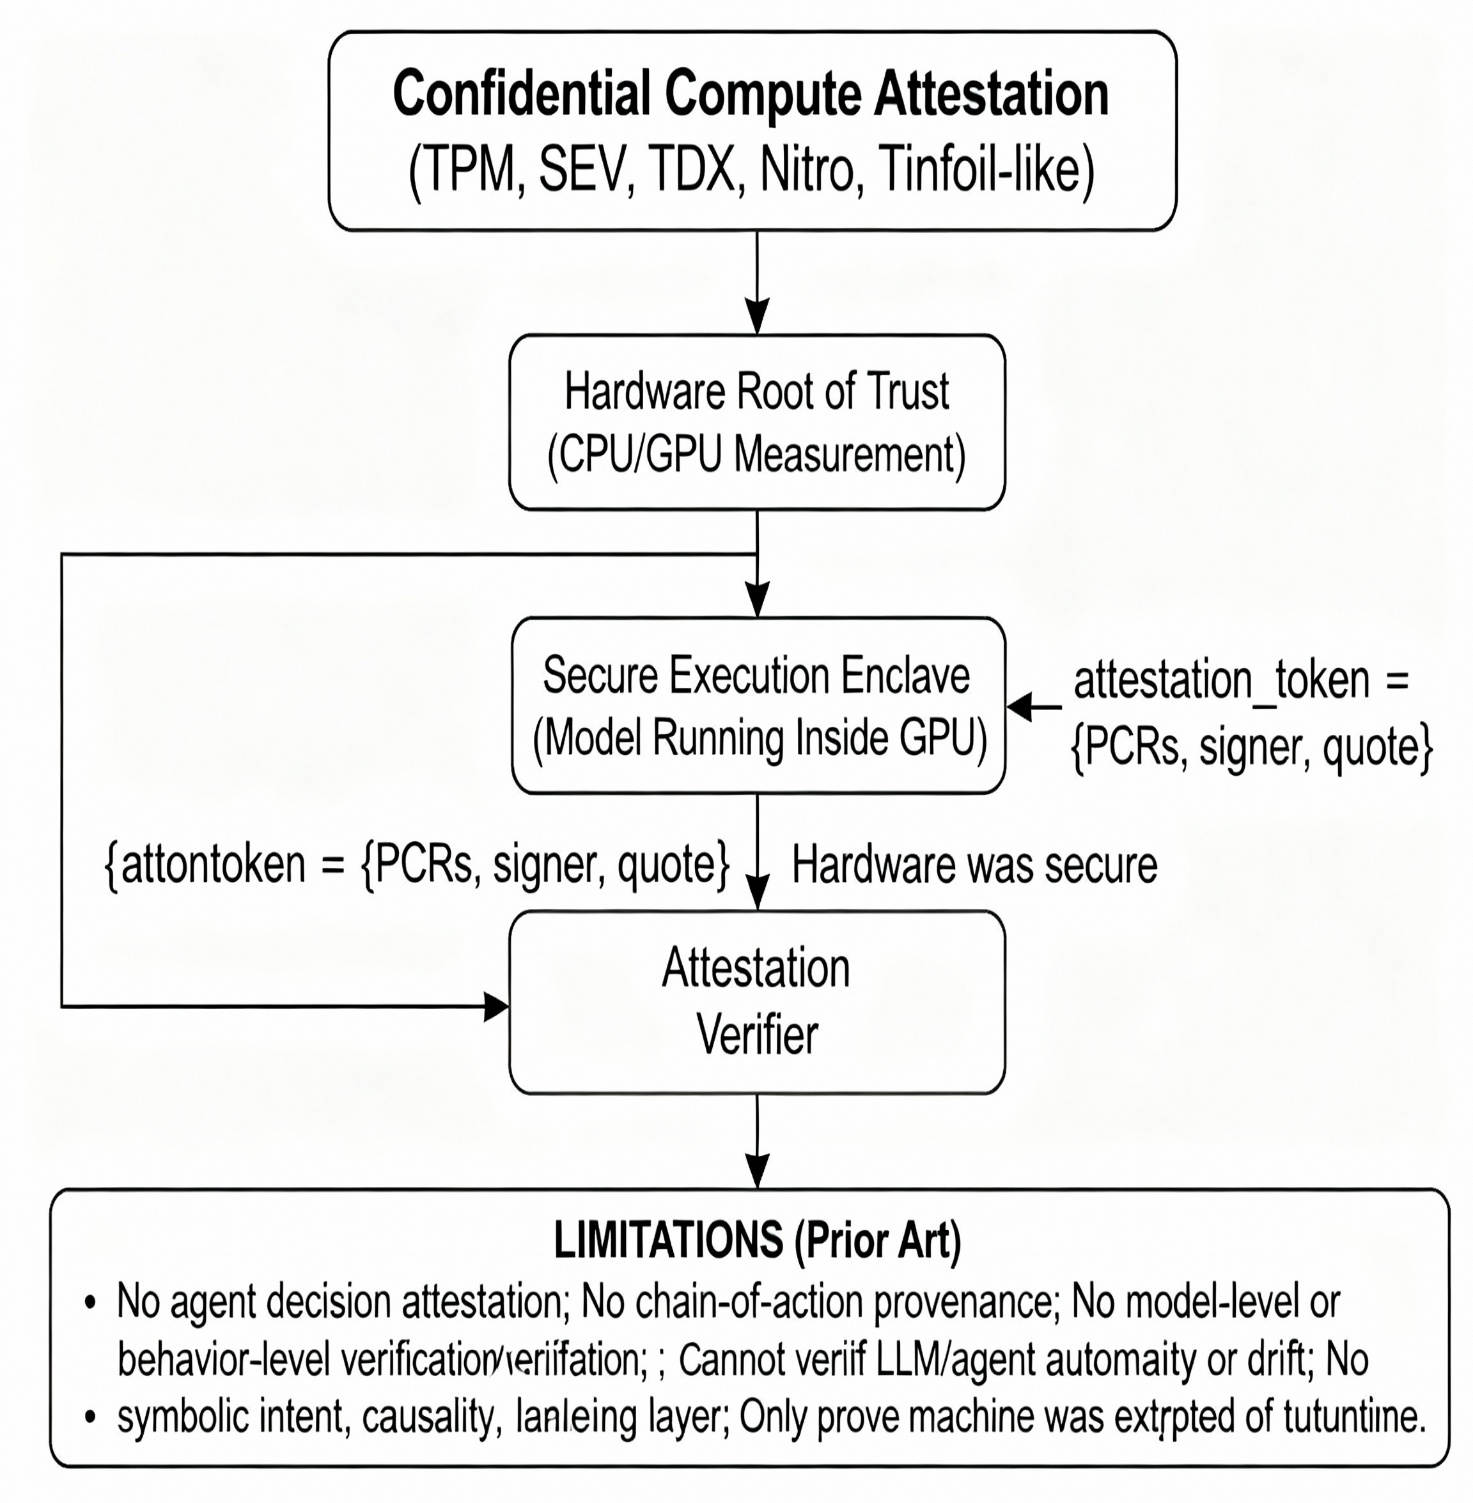 Confidential Compute Attestation
(TPM, SEV, TDX, Nitro, Tinfoil-like)
Hardware Root of Trust
(CPU/GPU Measurement)
Secure Execution Enclave
(Model Running Inside GPU)
attestation_token =
{PCRs, signer, quote}
{attontoken = {PCRs, signer, quote}
Hardware was secure
Attestation
Verifier
LIMITATIONS (Prior Art)
• No agent decision attestation; No chain-of-action provenance; No model-level or
behavior-level verification/; ; Cannot veriif LLM/agent or drift; No
• symbolic intent, causality, layer; Only prove machine was of